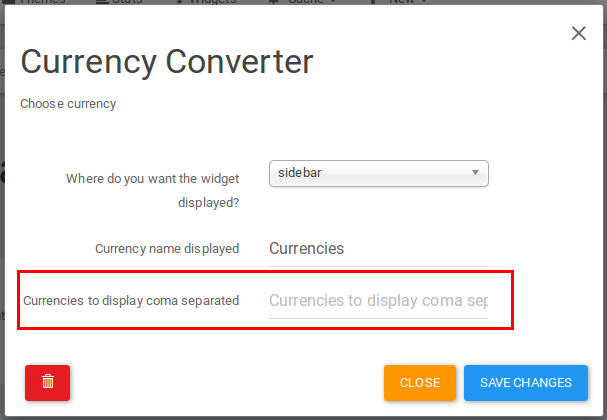 Themes Stats Widgets Cache New
Currency Converter
Choose currency
Where do you want the widget
displayed?
sidebar
Currency name displayed
Currencies
Currencies to display coma separated
Currencies to display coma sep
CLOSE
SAVE CHANGES